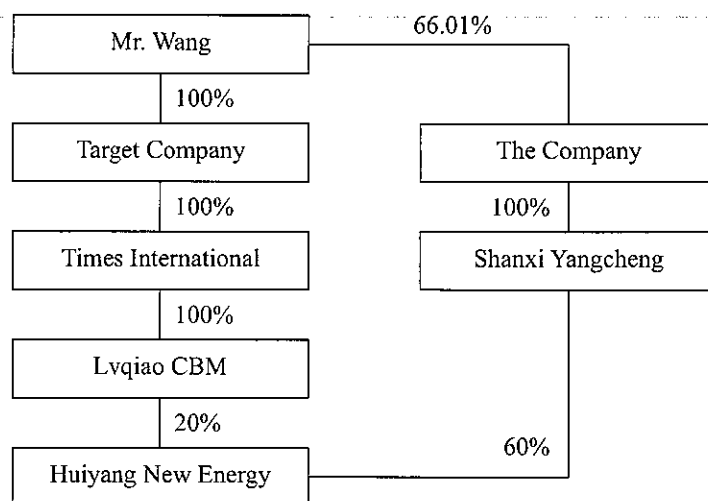 Mr. Wang
66.01%
100%
Target Company
The Company
100%
100%
Times International
Shanxi Yangcheng
100%
Lvqiao CBM
20%
60%
Huiyang New Energy